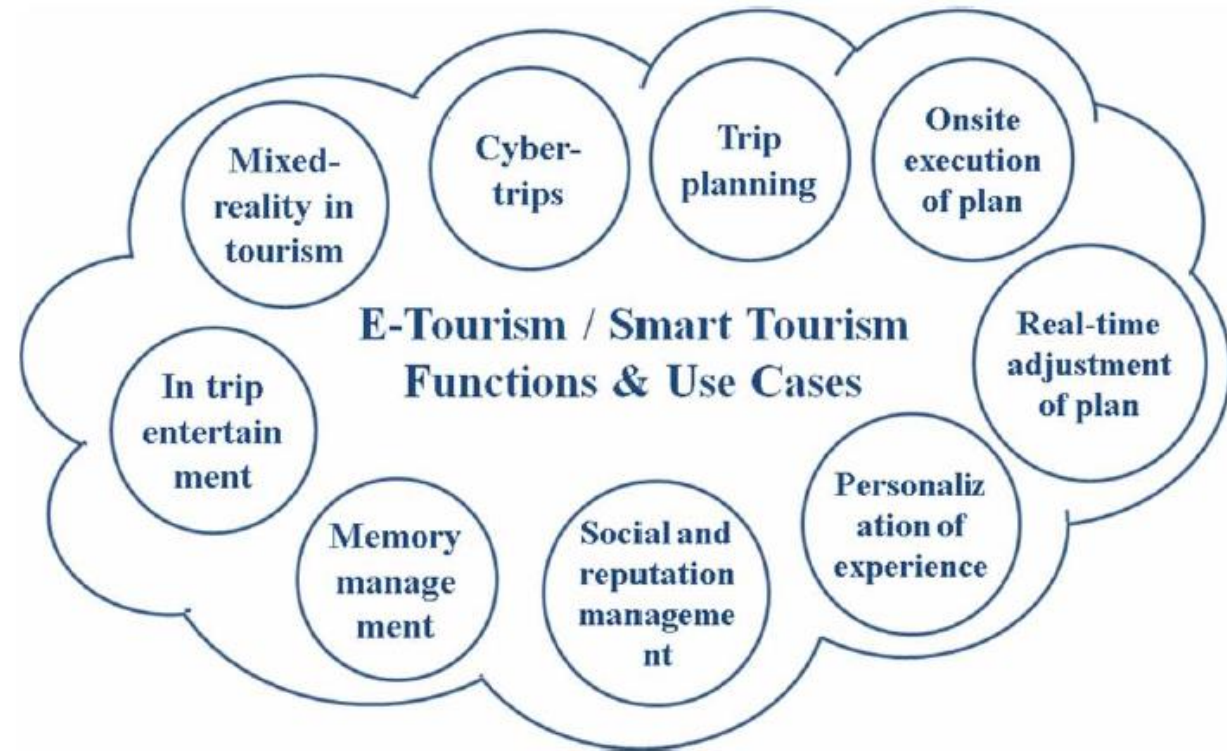 Mixed-
reality in
tourism
Cyber-
trips
Trip
planning
Onsite
execution
of plan
E-Tourism / Smart Tourism
Functions & Use Cases
Real-time
adjustment
of plan
In trip
entertain
ment
Personaliz
ation of
experience
Memory
manage
ment
Social and
reputation
manageme
nt